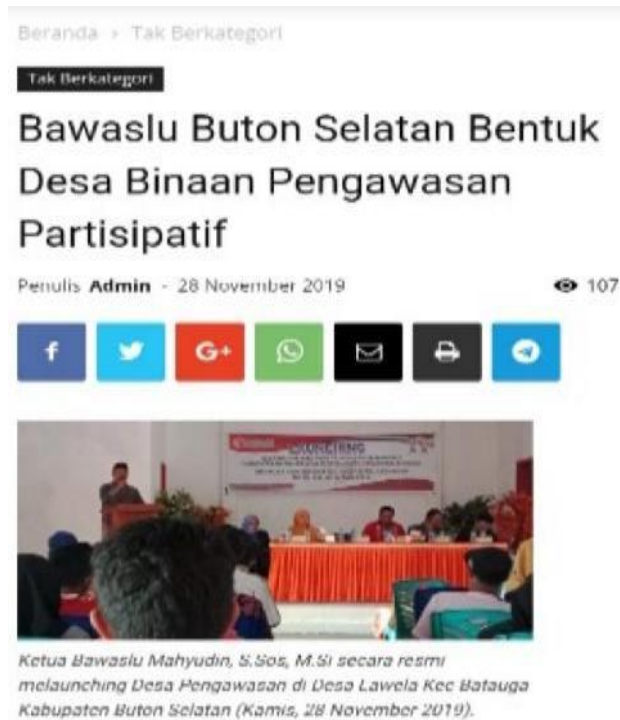 Beranda › Tak Berkategori
Tak Berkategori
Bawaslu Buton Selatan Bentuk
Desa Binaan Pengawasan
Partisipatif
Penulis Admin - 28 November 2019 107
f G+
LAUNCHING
Ketua Bawaslu Mahyudin, S.Sos, M.Si secara resmi
melaunching Desa Pengawasan di Desa Lawela Kec Batauga
Kabupaten Buton Selatan (Kamis, 28 November 2019).